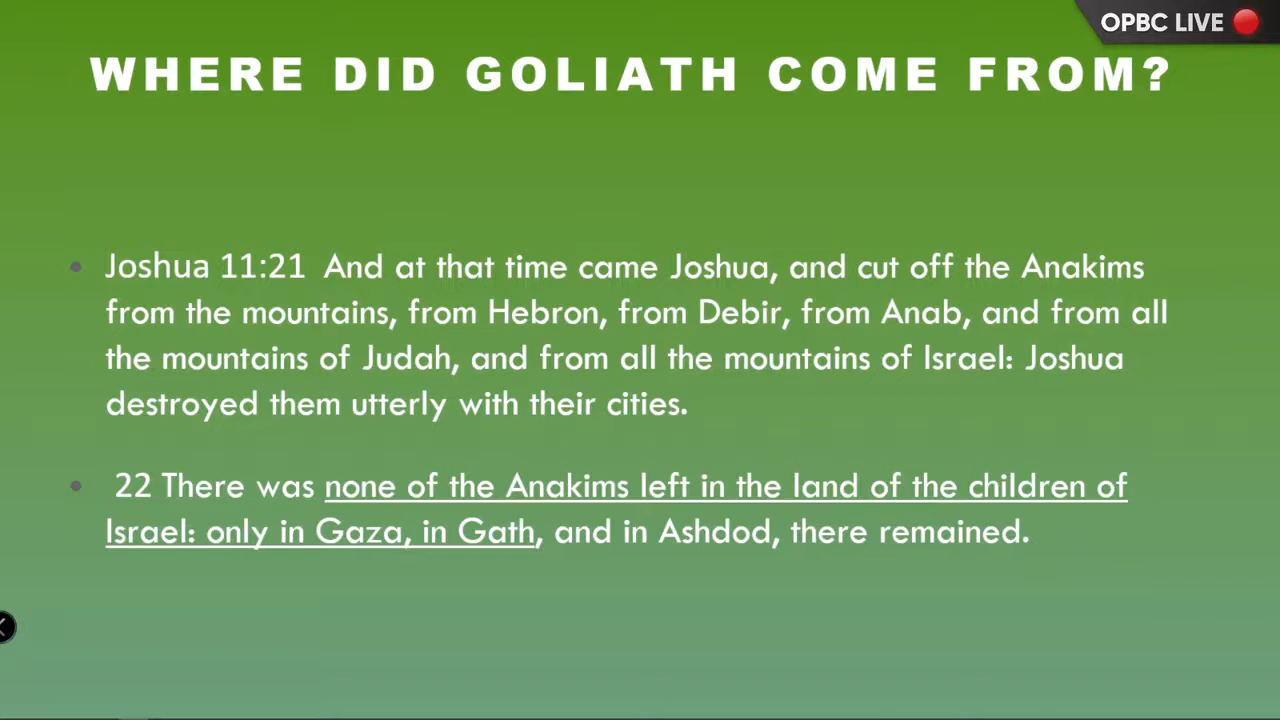 OPBC LIVE
WHERE DID GOLIATH COME FROM?
• Joshua 11:21 And at that time came Joshua, and cut off the Anakims
from the mountains, from Hebron, from Debir, from Anab, and from all
the mountains of Judah, and from all the mountains of Israel: Joshua
destroyed them utterly with their cities.
• 22 There was none of the Anakims left in the land of the children of
Israel: only in Gaza, in Gath, and in Ashdod, there remained.